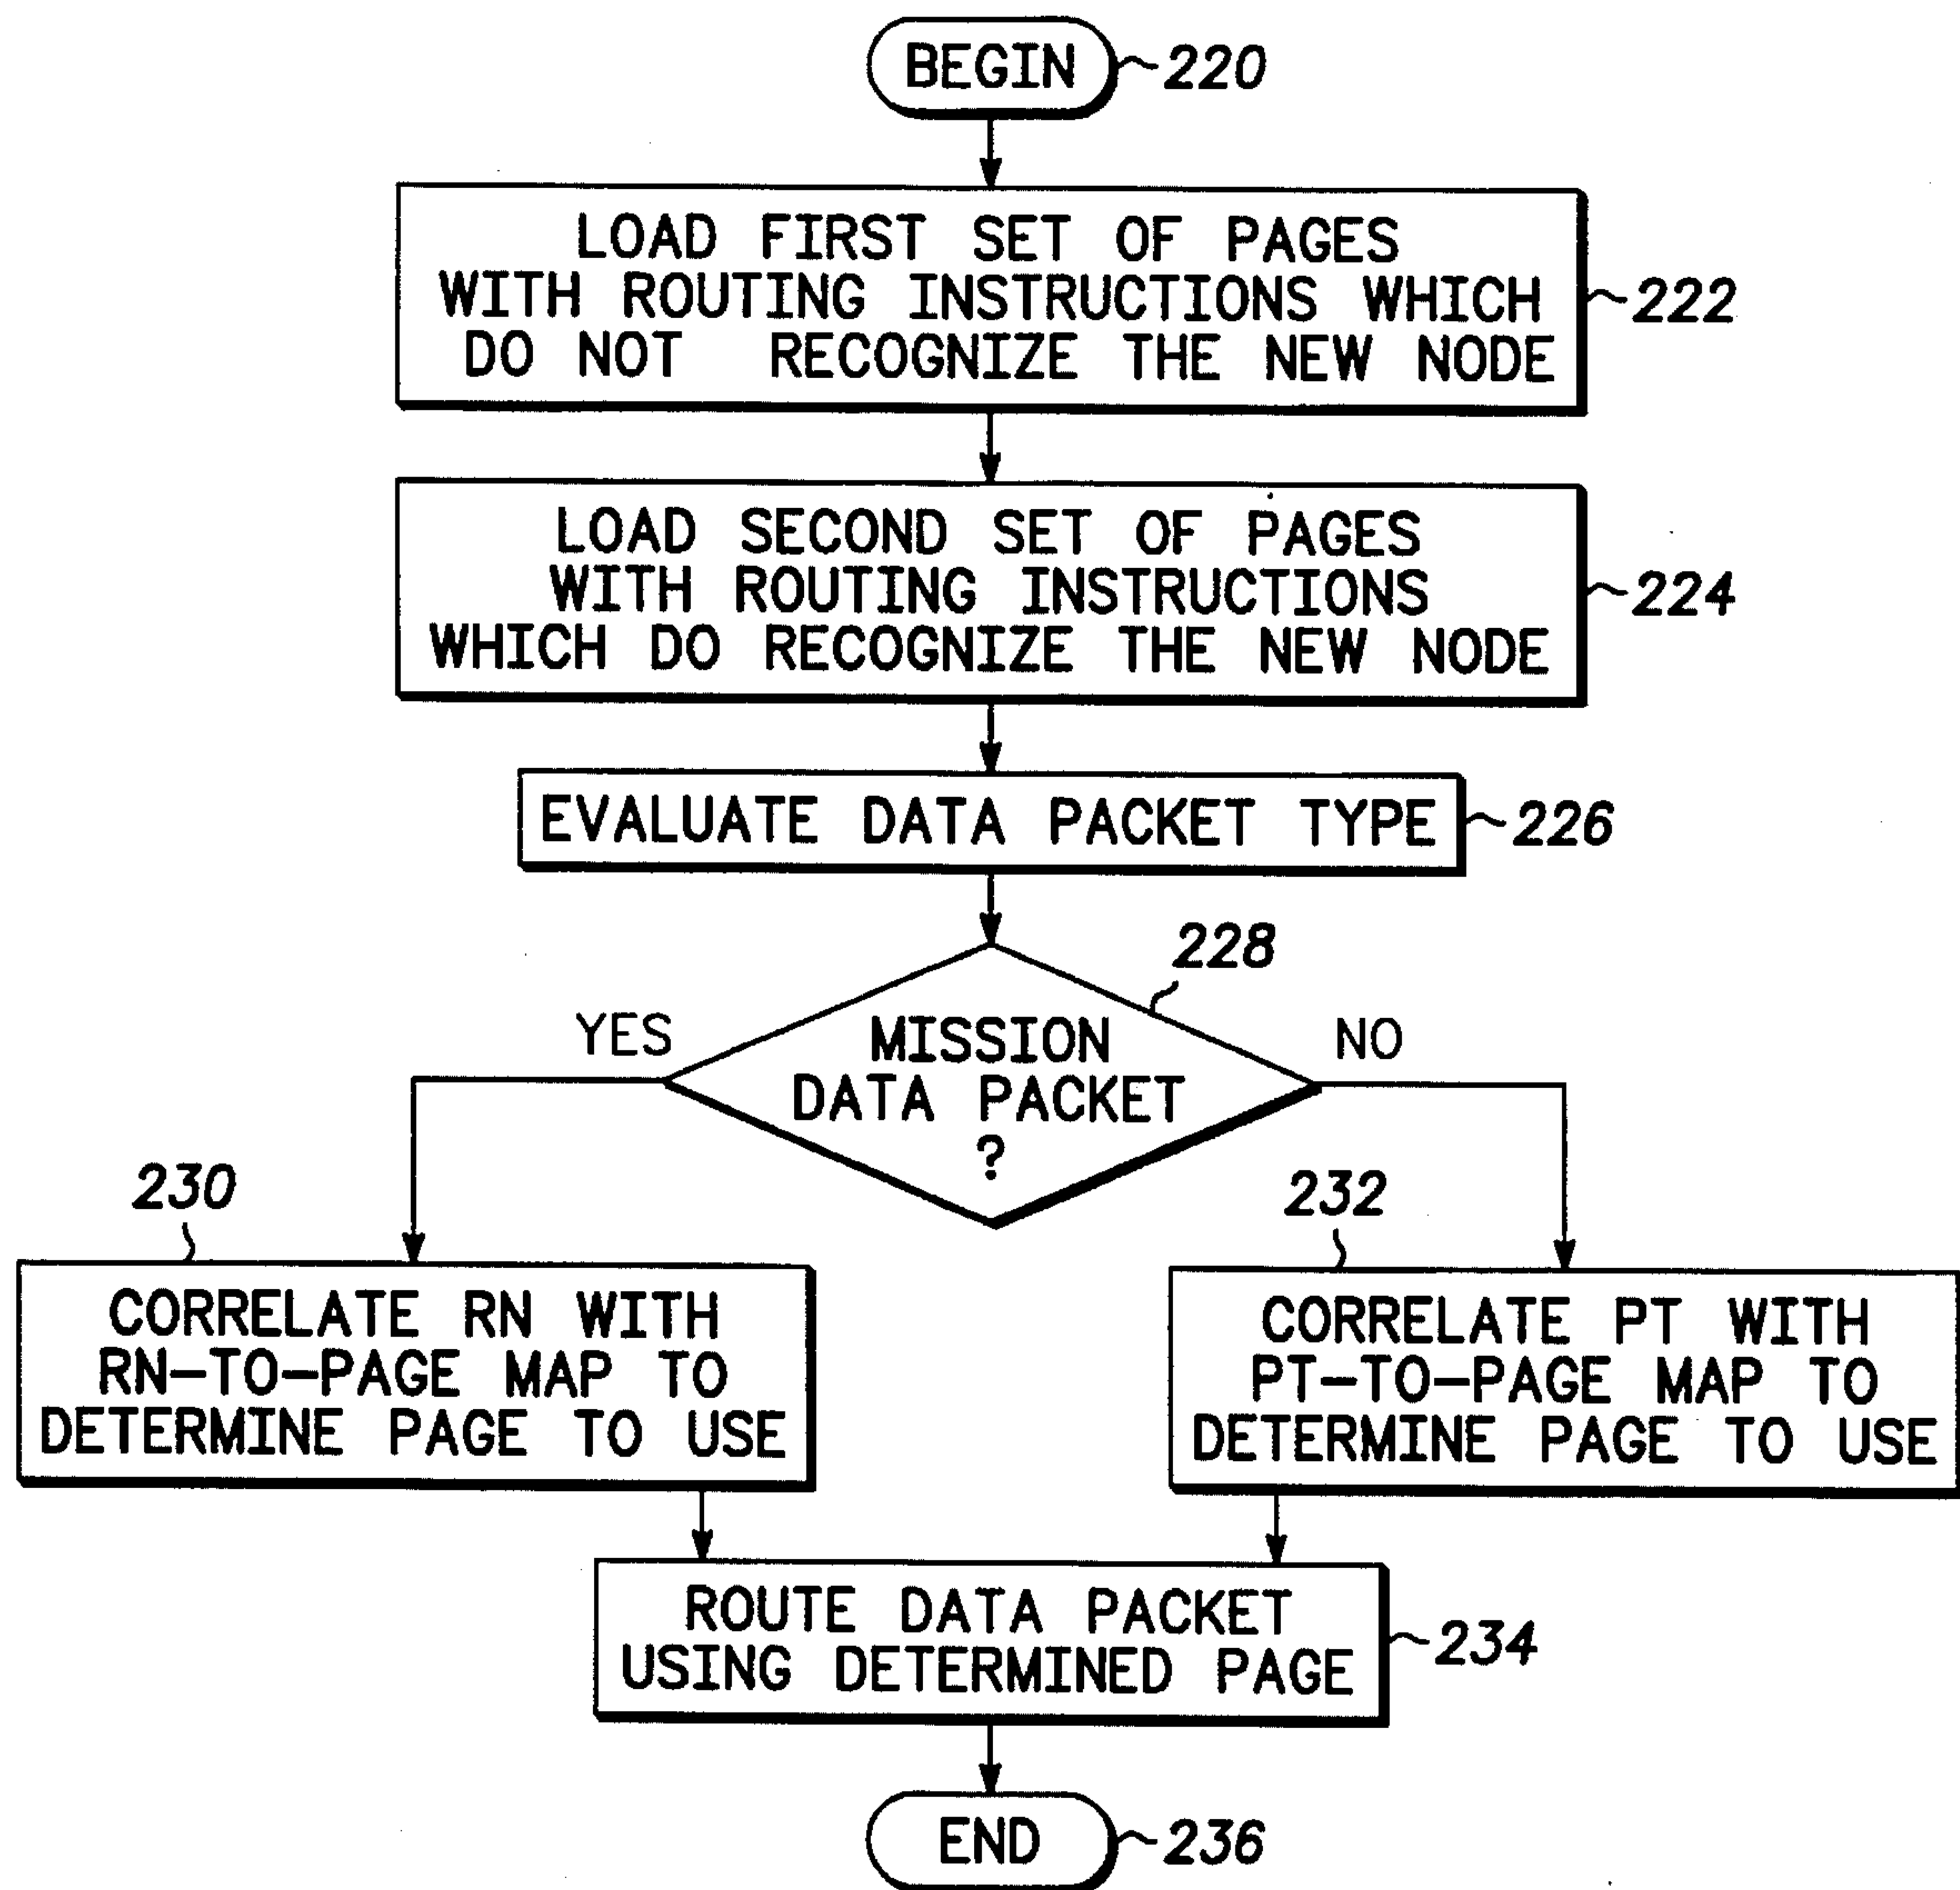 BEGIN
220
LOAD FIRST SET OF PAGES
WITH ROUTING INSTRUCTIONS WHICH
DO NOT RECOGNIZE THE NEW NODE
222
LOAD SECOND SET OF PAGES
WITH ROUTING INSTRUCTIONS
WHICH DO RECOGNIZE THE NEW NODE
224
EVALUATE DATA PACKET TYPE
226
228
YES
MISSION
DATA PACKET
?
NO
230
CORRELATE RN WITH
RN-TO-PAGE MAP TO
DETERMINE PAGE TO USE
232
CORRELATE PT WITH
PT-TO-PAGE MAP TO
DETERMINE PAGE TO USE
ROUTE DATA PACKET
USING DETERMINED PAGE
234
END
236